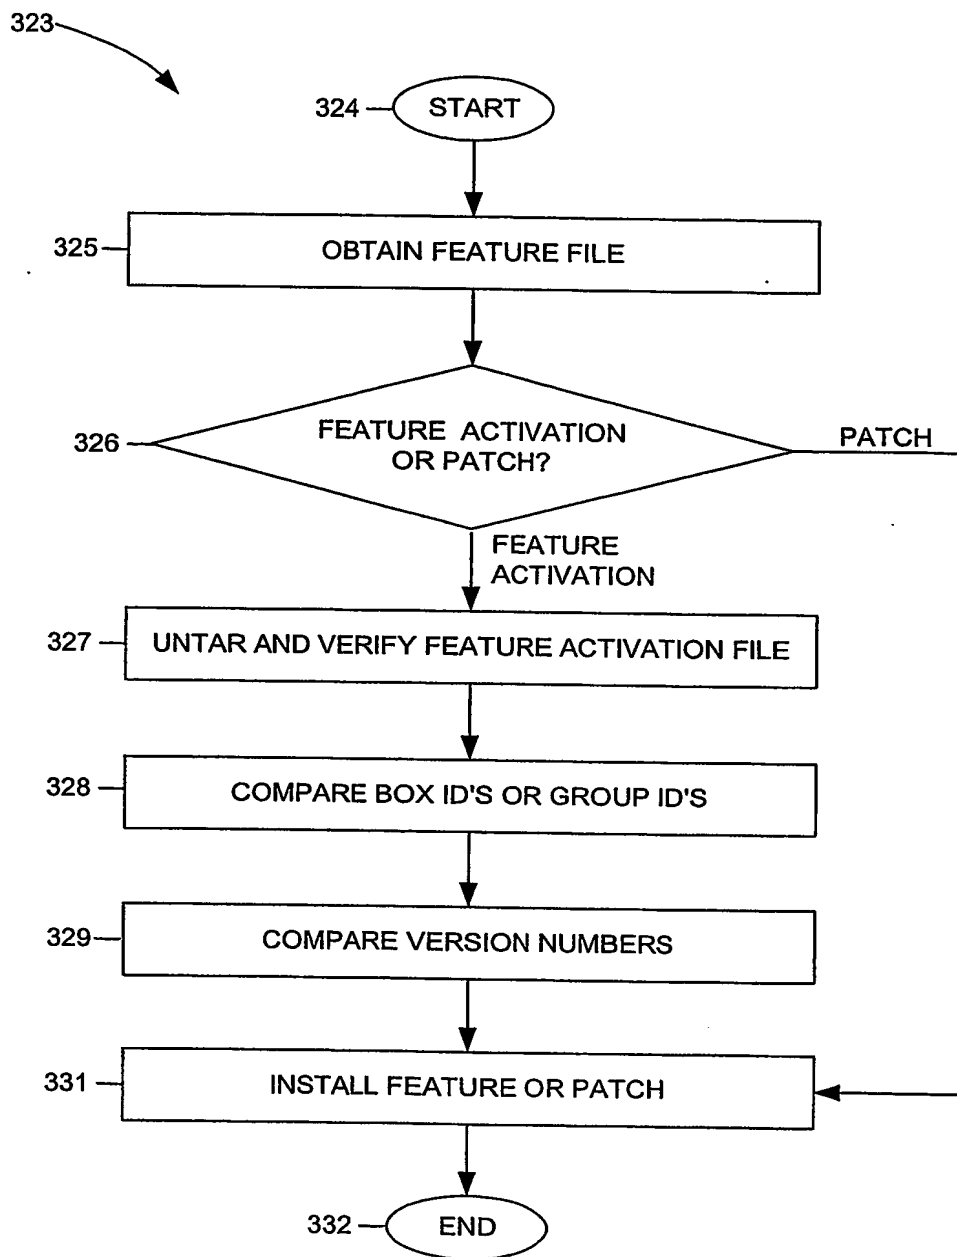 323
324
START
325
OBTAIN FEATURE FILE
326
FEATURE ACTIVATION
OR PATCH?
PATCH
FEATURE
ACTIVATION
327
UNTAR AND VERIFY FEATURE ACTIVATION FILE
328
COMPARE BOX ID'S OR GROUP ID'S
329
COMPARE VERSION NUMBERS
331
INSTALL FEATURE OR PATCH
332
END